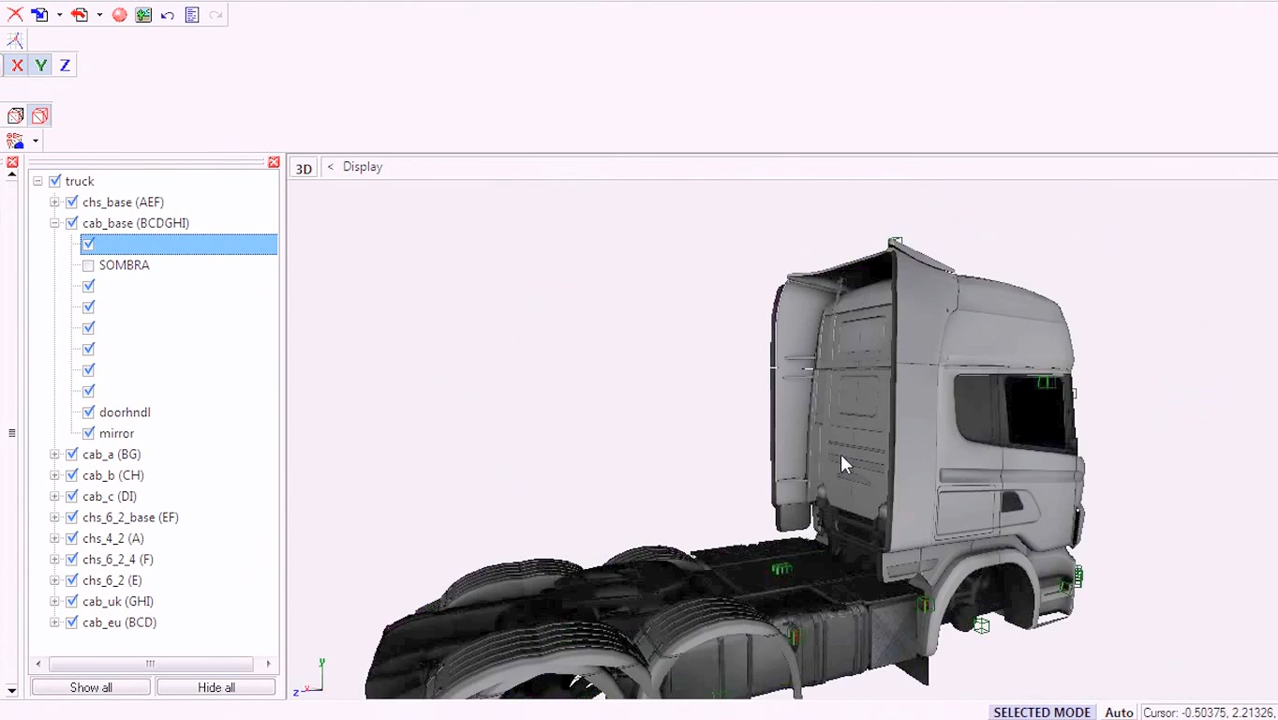 X Y Z
3D < Display
truck
chs_base (AEF)
cab_base (BCDGHI)
SOMBRA
doorhndl
mirror
cab_a (BG)
cab_b (CH)
cab_c (DI)
chs_6_2_base (EF)
chs_4_2 (A)
chs_6_2_4 (F)
chs_6_2 (E)
cab_uk (GHI)
cab_eu (BCD)
Show all Hide all
y
z
SELECTED MODE Auto Cursor: -0.50375, 2.21326,